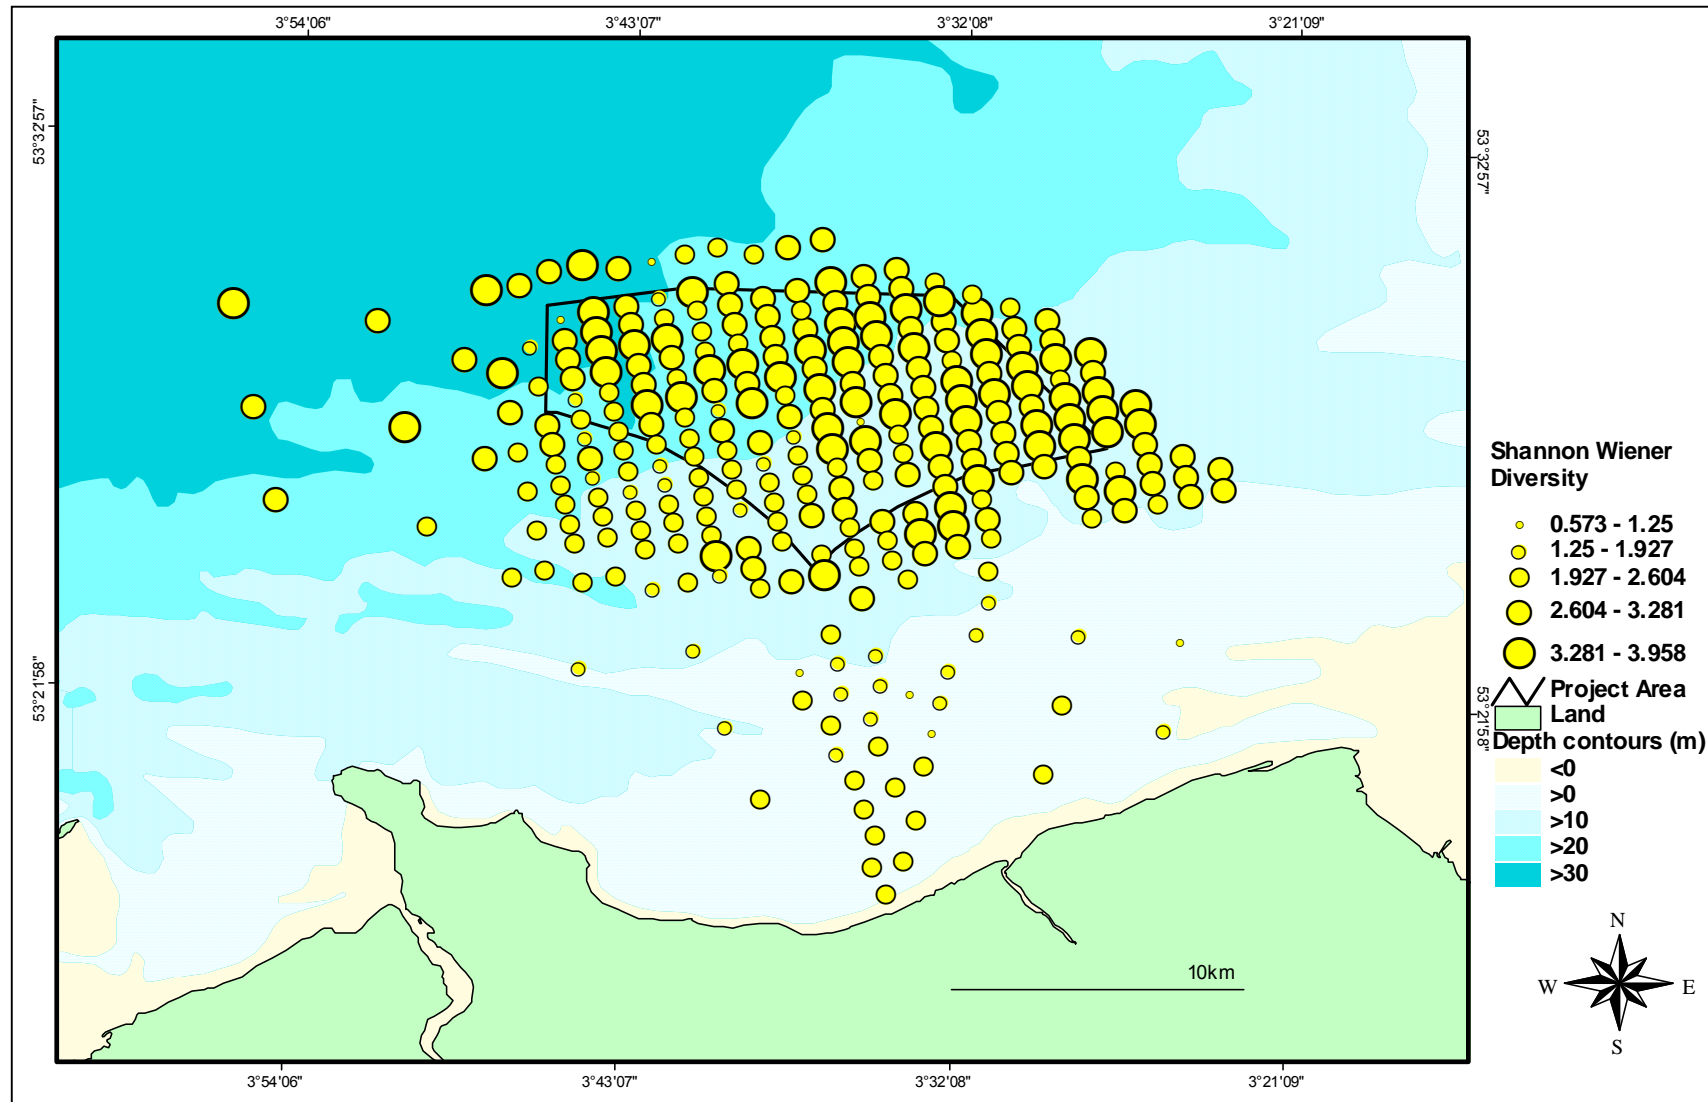 3°54'06" 3°43'07" 3°32'08" 3°21'09"
53°32'57"
53°32'57"
53°21'58"
53°21'58"
Shannon Wiener
Diversity
0.573 - 1.25
1.25 - 1.927
1.927 - 2.604
2.604 - 3.281
3.281 - 3.958
Project Area
Land
Depth contours (m)
<0
>0
>10
>20
>30
10km
N
W E
S
3°54'06" 3°43'07" 3°32'08" 3°21'09"